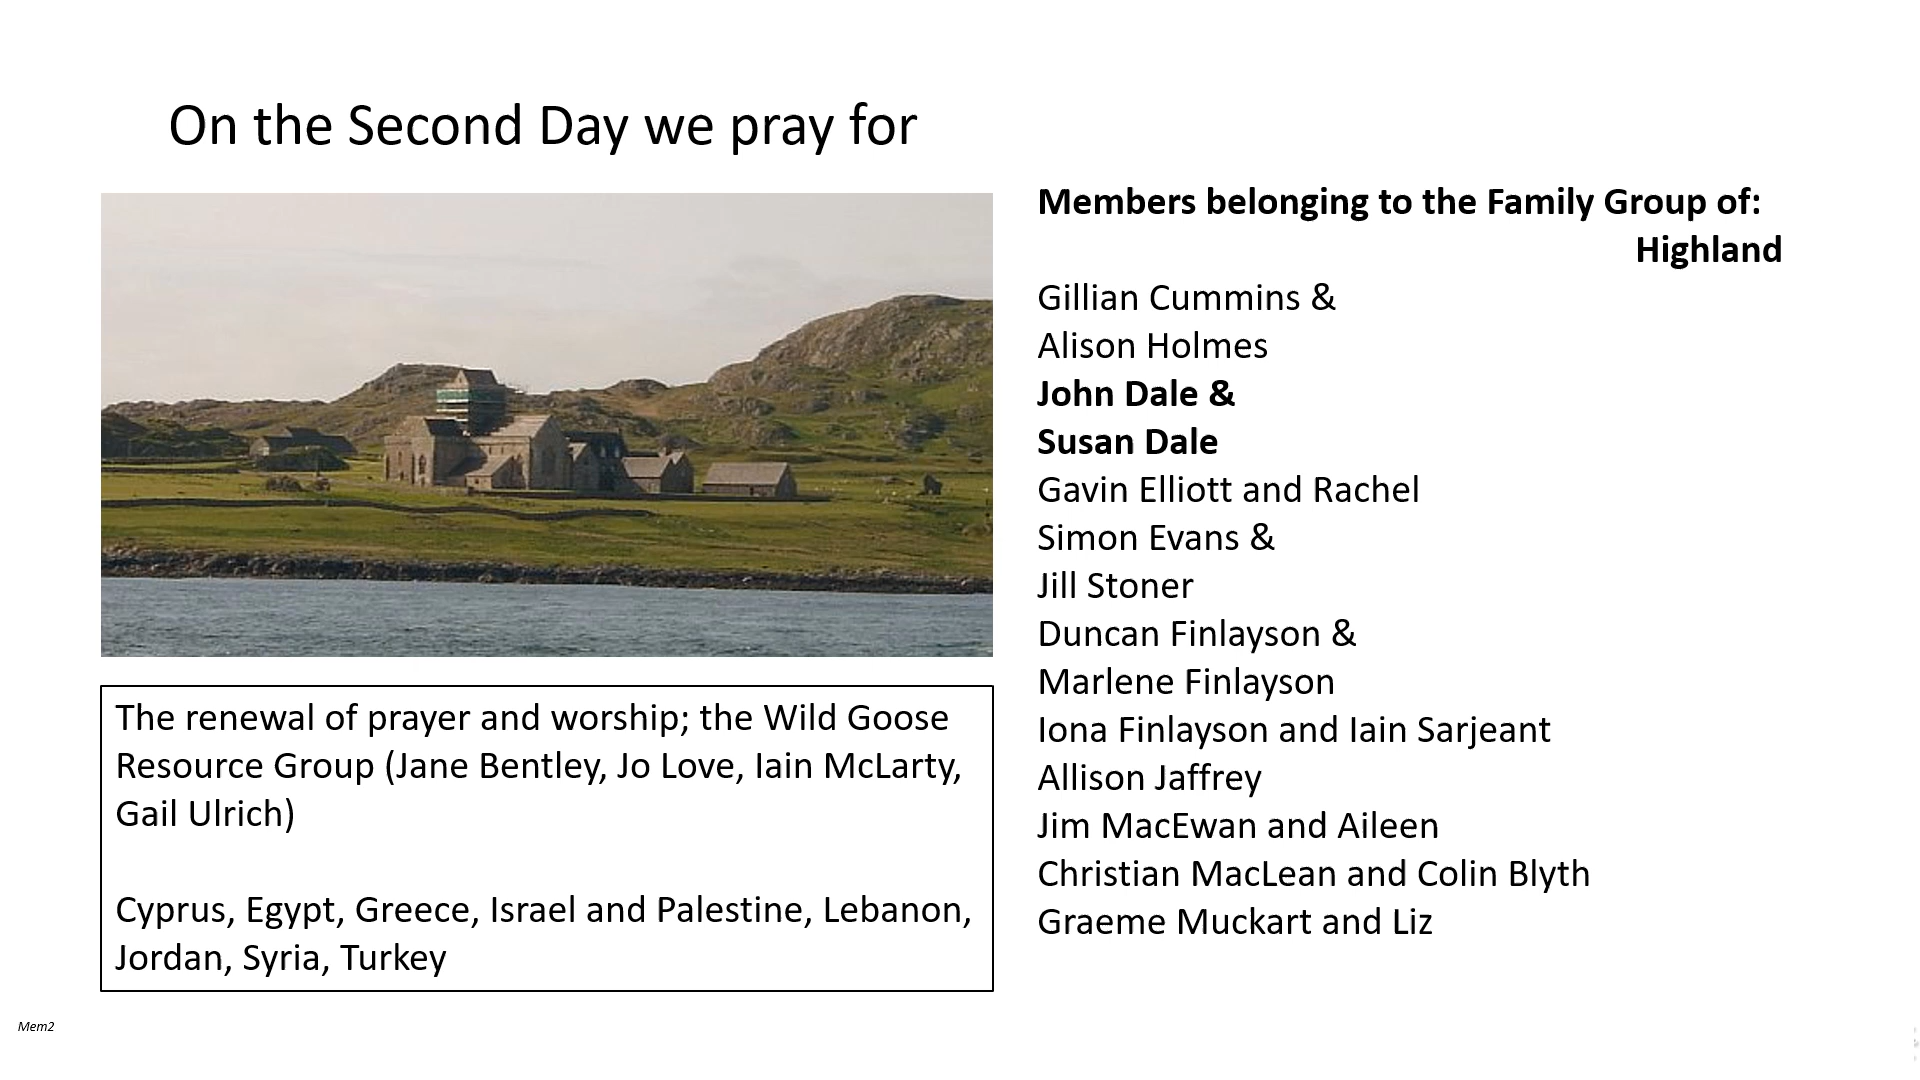 On the Second Day we pray for
Members belonging to the Family Group of:
Highland
Gillian Cummins &
Alison Holmes
John Dale &
Susan Dale
Gavin Elliott and Rachel
Simon Evans &
Jill Stoner
Duncan Finlayson &
Marlene Finlayson
Iona Finlayson and Iain Sarjeant
Allison Jaffrey
Jim MacEwan and Aileen
Christian MacLean and Colin Blyth
Graeme Muckart and Liz
The renewal of prayer and worship; the Wild Goose
Resource Group (Jane Bentley, Jo Love, Iain McLarty,
Gail Ulrich)
Cyprus, Egypt, Greece, Israel and Palestine, Lebanon,
Jordan, Syria, Turkey
Mem2